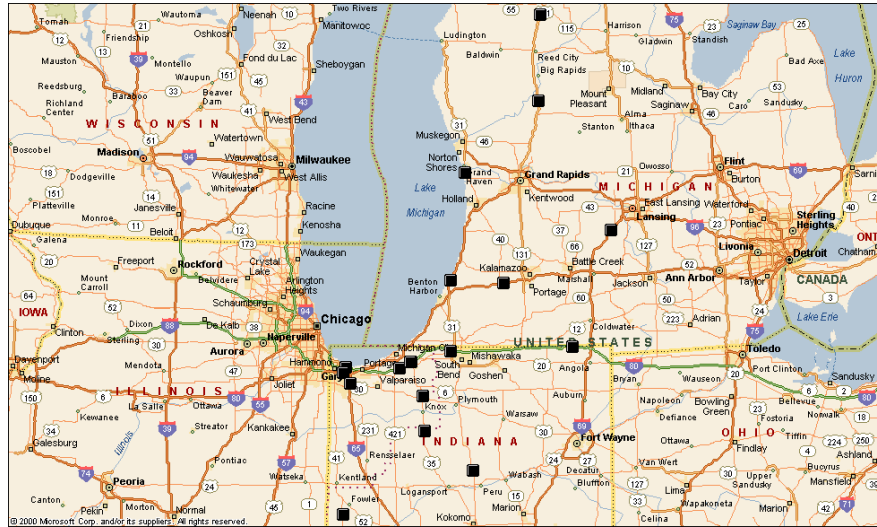 Tomah
Wautoma
Neenah
Two Rivers
Manitowoc
Ludington
Baldwin
Reed City
Big Rapids
Harrison
Gladwin
Standish
Saginaw Bay
Bad Axe
Lake
Huron
Friendship
Oshkosh
Mauston
Montello
Fond du Lac
Sheboygan
Reedsburg
Waupun
Baraboo
Beaver
Dam
Richland
Center
West Bend
Mount
Pleasant
Midland
Bay City
Saginaw
Caro
Sandusky
Alma
Ithaca
Stanton
WISCONSIN
Watertown
Muskegon
Norton
Shores
Boscobel
Madison
Wauwatosa
Milwaukee
Waukesha
West Allis
Whitewater
Dodgeville
Platteville
Monroe
Janesville
Racine
Kenosha
Lake
Michigan
Grand
Haven
Holland
Grand Rapids
Kentwood
MICHIGAN
Owosso
Flint
Burton
East Lansing
Lansing
Waterford
Pontiac
Sterling
Heights
Sarni
ONT
Chatham
Dubuque
Galena
Beloit
Waukegan
Freeport
Rockford
Belvidere
Crystal
Lake
Arlington
Heights
Mount
Carroll
Schaumburg
Benton
Harbor
Kalamazoo
Portage
Battle Creek
Marshall
Jackson
Ann Arbor
Livonia
Detroit
Taylor
CANADA
Lake Erie
IOWA
Clinton
Dixon
Sterling
De Kalb
Chicago
Naperville
Aurora
Hammond
Gar
Portage
Michigan C
Valparaiso
South
Bend
Mishawaka
Goshen
UNITED STATES
Coldwater
Angola
Adrian
Toledo
Davenport
Moline
Mendota
Joliet
ILLINOIS
La Salle
Ottawa
Kewanee
Streator
Kankakee
Galesburg
Illinois
Pontiac
Watseka
Peoria
Canton
Pekin
Morton
Normal
Knox
Plymouth
Warsaw
Auburn
Bryan
Wauseon
Port Clinton
Sandusky
Bowling
Green
Napoleon
Defiance
Bellevue
Norwalk
Fostoria
Tiffin
OHIO
INDIANA
Rensselaer
Kentland
Fowler
Logansport
Peru
Wabash
Marion
Kokomo
Fort Wayne
Decatur
Bluffton
Ottawa
Van Wert
Findlay
Lima
Upper
Sandusky
Bucyrus
Ashland
Mansfield
Wapakoneta
Marion
Celina
© 2000 Microsoft Corp. and/or its suppliers. All rights reserved.